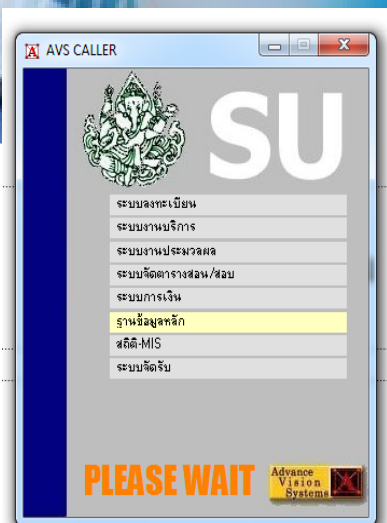 AVS CALLER
SU
ระบบลงทะเบียน
ระบบงานบริการ
ระบบงานประมวลผล
ระบบจัดตารางสอน/สอบ
ระบบการเงิน
ฐานข้อมูลหลัก
สถิติ-MIS
ระบบจัดรับ
PLEASE WAIT
Advance
Vision
Systems